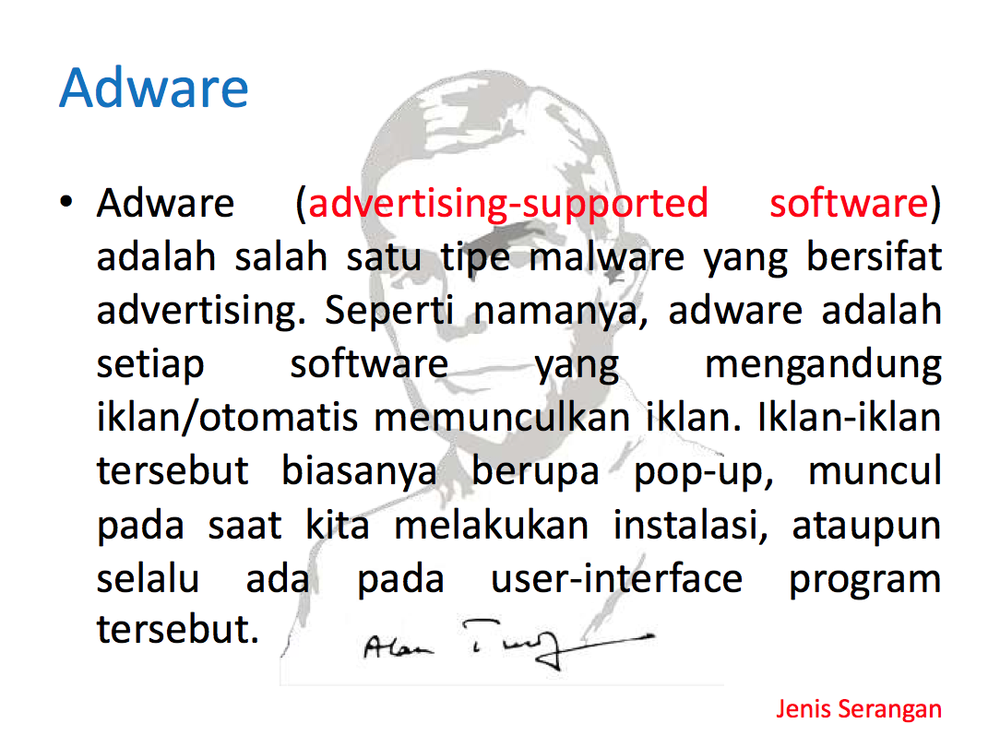 Adware
• Adware (advertising-supported software)
adalah salah satu tipe malware yang bersifat
advertising. Seperti namanya, adware adalah
setiap software yang mengandung
iklan/otomatis memunculkan iklan. Iklan-iklan
tersebut biasanya berupa pop-up, muncul
pada saat kita melakukan instalasi, ataupun
selalu ada pada user-interface program
tersebut.
Alan Turing
Jenis Serangan